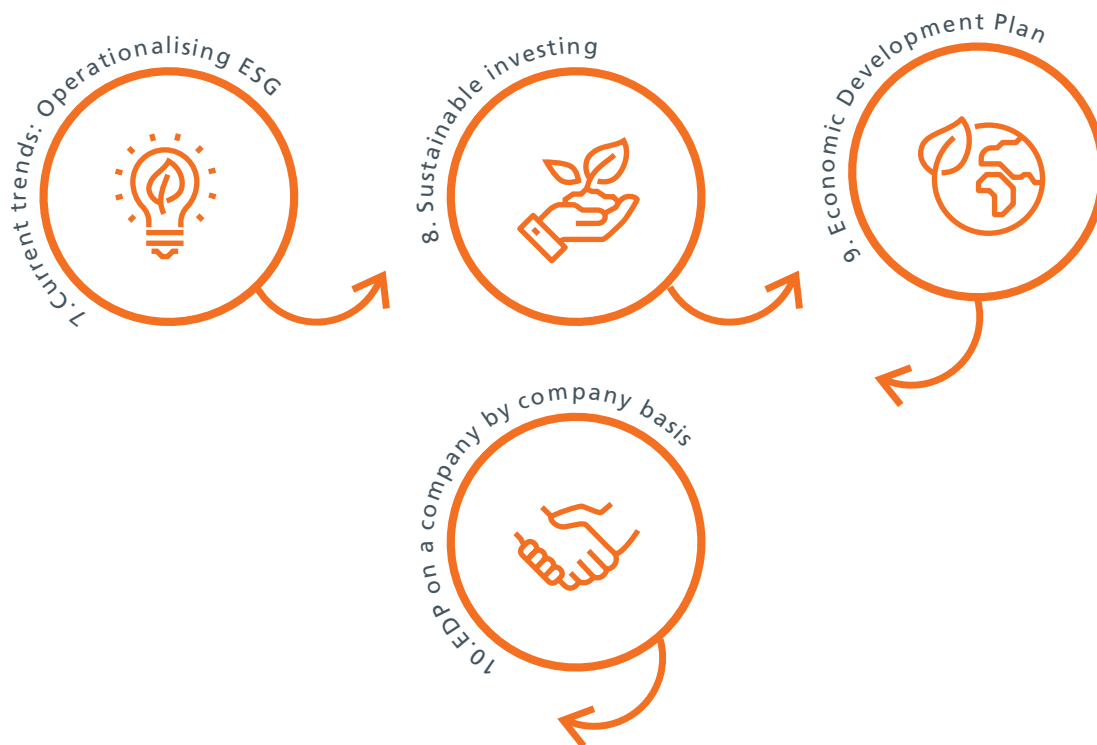 7.Current trends: Operationalising ESG
8. Sustainable investing
9. Economic Development Plan
10.EDP on a company by company basis